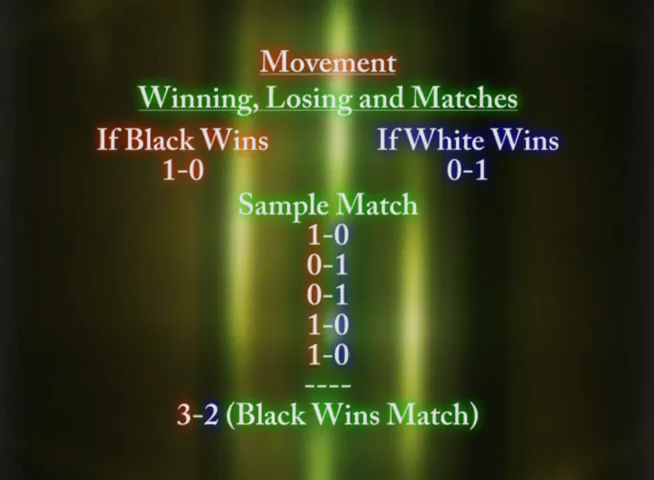 Movement
Winning, Losing and Matches
If Black Wins
1-0
If White Wins
0-1
Sample Match
1-0
0-1
0-1
1-0
1-0
----
3-2 (Black Wins Match)